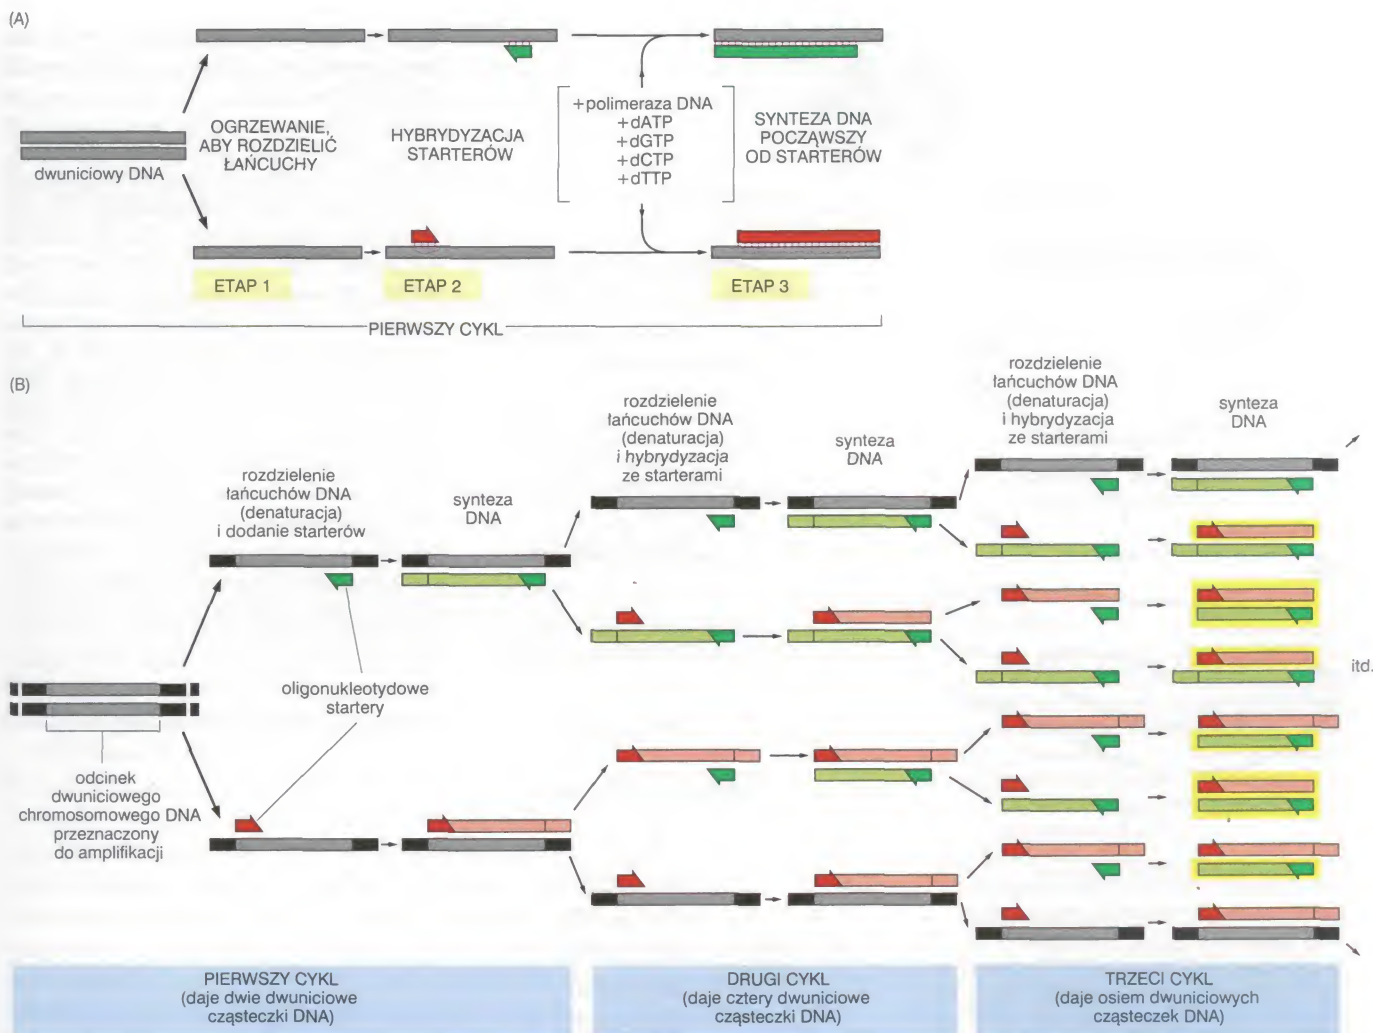 (A)
dwuniciowy DNA
OGRZEWANIE,
ABY ROZDZIELIĆ
ŁAŃCUCHY
HYBRYDYZACJA
STARTERÓW
+polimeraza DNA
+dATP
+dGTP
+dCTP
+dTTP
SYNTEZA DNA
POCZĄWSZY
OD STARTERÓW
ETAP 1
ETAP 2
ETAP 3
PIERWSZY CYKL
(B)
odcinek
dwuniciowego
chromosomowego DNA
przeznaczony
do amplifikacji
rozdzielenie
łańcuchów DNA
(denaturacja)
i dodanie starterów
oligonukleotydowe
startery
synteza
DNA
rozdzielenie
łańcuchów DNA
(denaturacja)
i hybrydyzacja
ze starterami
synteza
DNA
rozdzielenie
łańcuchów DNA
(denaturacja)
i hybrydyzacja
ze starterami
synteza
DNA
itd.
PIERWSZY CYKL
(daje dwie dwuniciowe
cząsteczki DNA)
DRUGI CYKL
(daje cztery dwuniciowe
cząsteczki DNA)
TRZECI CYKL
(daje osiem dwuniciowych
cząsteczek DNA)